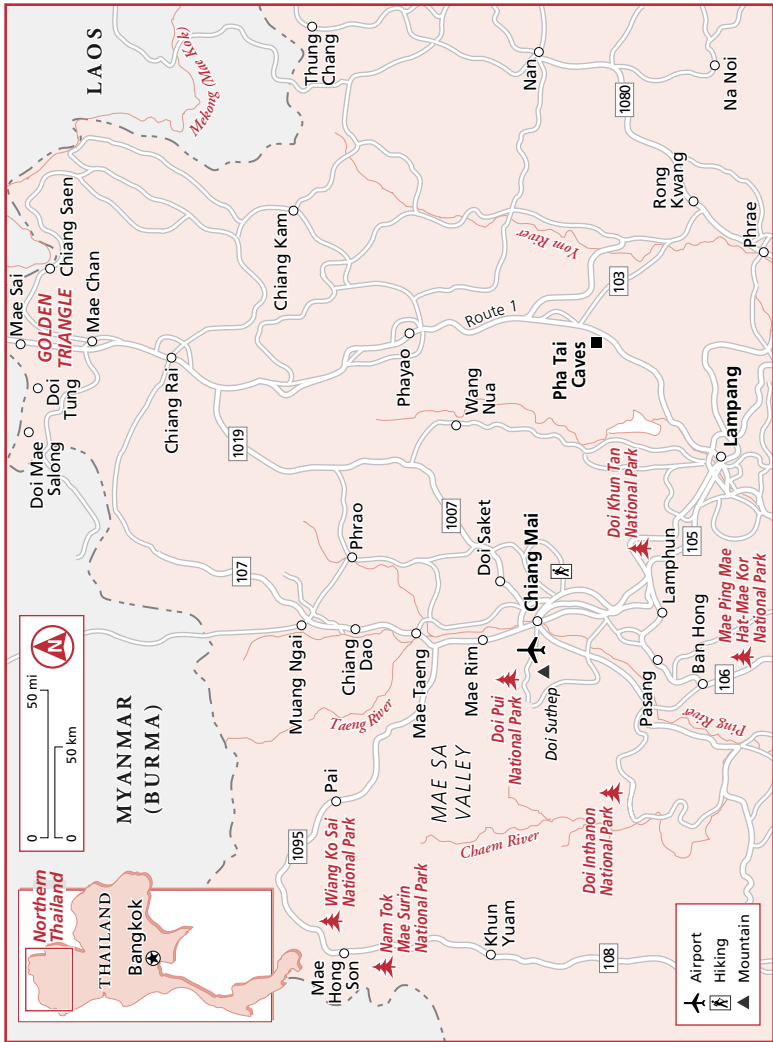 Northern
Thailand
THAILAND
Bangkok
0
50 mi
0
50 km
N
MYANMAR
(BURMA)
LAOS
Mekong (Mae Kok)
Mae Sai
GOLDEN
TRIANGLE
Chiang Saen
Mae Chan
Doi
Tung
Doi Mae
Salong
Chiang Rai
Thung
Chang
Chiang Kam
1019
107
Muang Ngai
Phrao
Chiang
Dao
Taeng River
Mae Taeng
Pai
1095
Wiang Ko Sai
National Park
Mae
Hong
Son
Nam Tok
Mae Surin
National Park
Phayao
Route 1
Wang
Nua
1007
Doi Saket
Chiang Mai
Mae Rim
MAE SA
VALLEY
Doi Pui
National Park
Doi Suthep
Chaem River
Khun
Yuam
108
Nan
Yom River
1080
Na Noi
Rong
Kwang
103
Phrae
Pha Tai
Caves
Doi Khun Tan
National Park
Lampang
105
Lamphun
Pasang
Ban Hong
Mae Ping Mae
Hat-Mae Kor
National Park
106
Ping River
Doi Inthanon
National Park
Airport
Hiking
Mountain